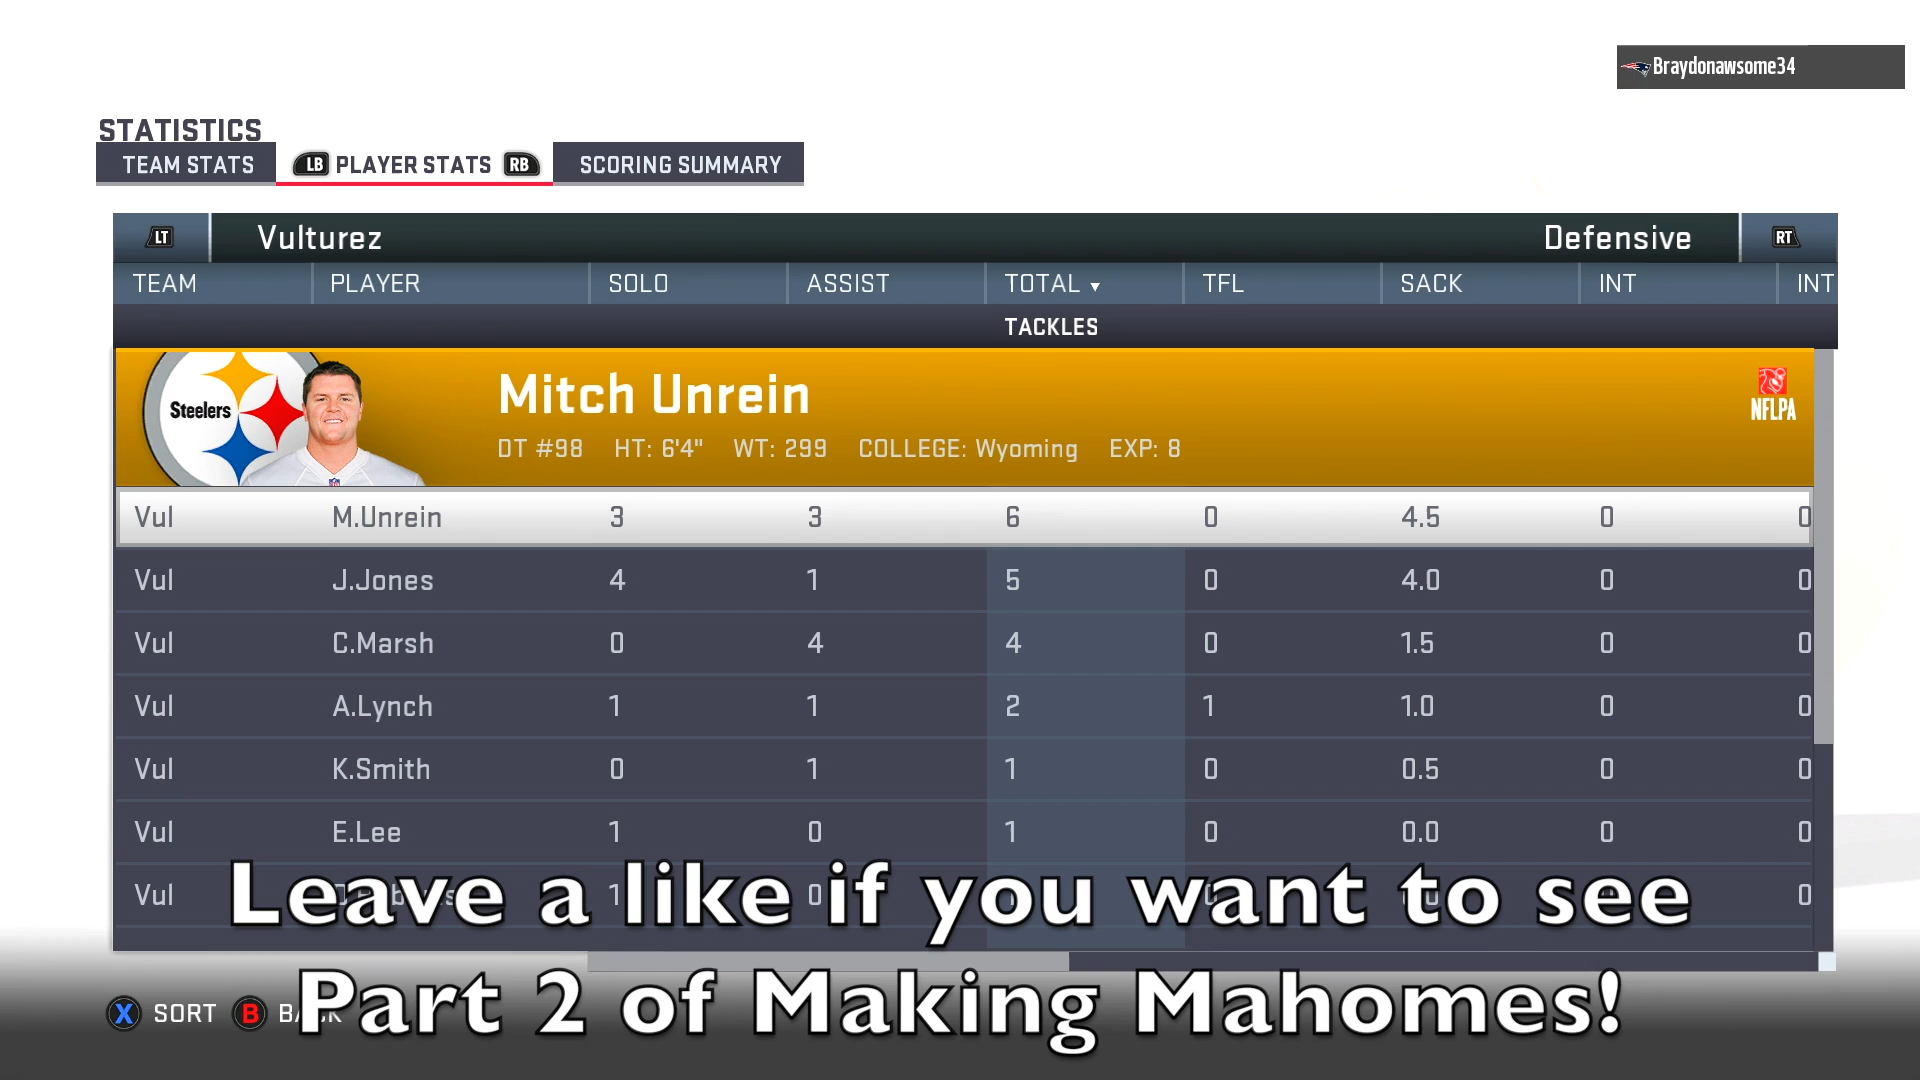 Braydonawsome34
STATISTICS
TEAM STATS LB PLAYER STATS RB SCORING SUMMARY
LT Vulturez Defensive RT
TEAM PLAYER SOLO ASSIST TOTAL ▼ TFL SACK INT INT
TACKLES
Steelers
Mitch Unrein
NFLPA
DT #98 HT: 6'4" WT: 299 COLLEGE: Wyoming EXP: 8
Vul M.Unrein 3 3 6 0 4.5 0 0
Vul J.Jones 4 1 5 0 4.0 0 0
Vul C.Marsh 0 4 4 0 1.5 0 0
Vul A.Lynch 1 1 2 1 1.0 0 0
Vul K.Smith 0 1 1 0 0.5 0 0
Vul E.Lee 1 0 1 0 0.0 0 0
Vul 1 0 0
Leave a like if you want to see
Part 2 of Making Mahomes!
X SORT B BACK